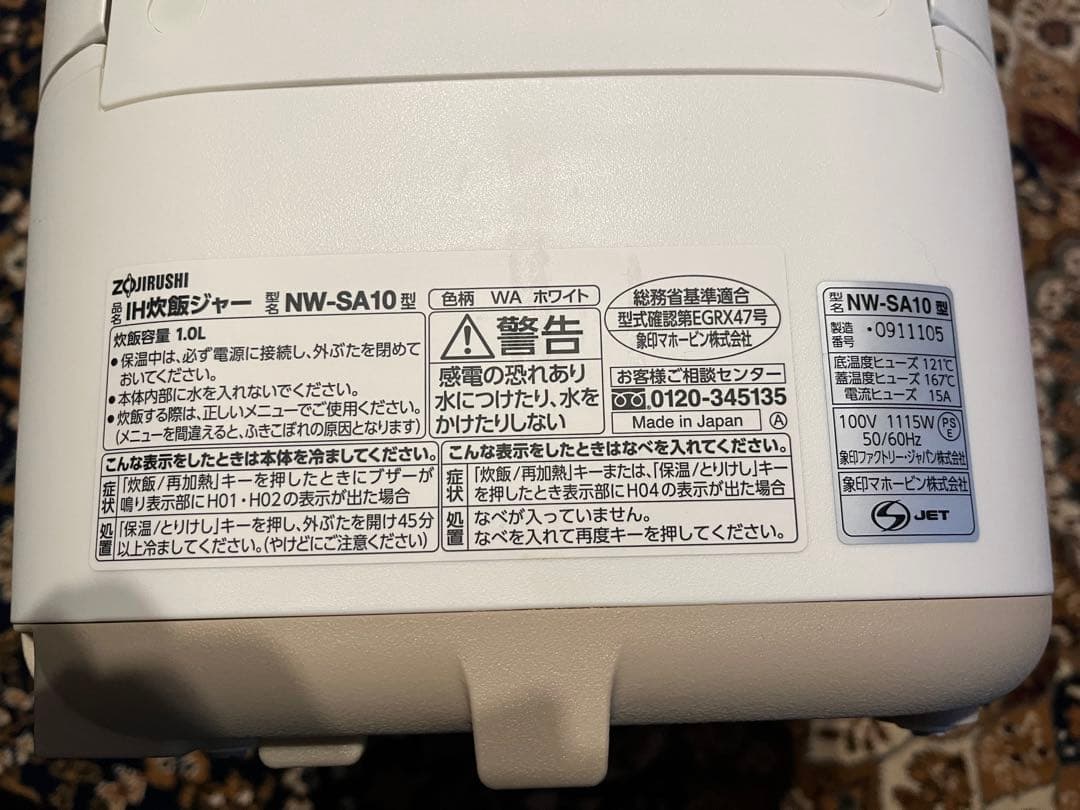 ZOJIRUSHI
品名 IH炊飯ジャー 型名 NW-SA10型
炊飯容量 1.0L
●保温中は、必ず電源に接続し、外ぶたを閉めて
おいてください。
●本体内部に水を入れないでください。
●炊飯する際は、正しいメニューでご使用ください。
(メニューを間違えると、ふきこぼれの原因となります)
色柄 WA ホワイト
警告
感電の恐れあり
水につけたり、水を
かけたりしない
総務省基準適合
型式確認第EGRX47号
象印マホービン株式会社
お客様ご相談センター
0120-345135
Made in Japan Ⓐ
こんな表示をしたときは本体を冷ましてください。
症状 「炊飯/再加熱」キーを押したときにブザーが
鳴り表示部にH01・H02の表示が出た場合
処置 「保温/とりけし」キーを押し、外ぶたを開け45分
以上冷ましてください。(やけどにご注意ください)
こんな表示をしたときはなべを入れてください。
症状 「炊飯/再加熱」キーまたは、「保温/とりけし」キー
を押したとき表示部にH04の表示が出た場合
処置 なべが入っていません。
なべを入れて再度キーを押してください。
型名 NW-SA10型
製造番号 ・0911105
底温度ヒューズ 121℃
蓋温度ヒューズ 167℃
電流ヒューズ 15A
100V 1115W
50/60Hz
PSE
象印ファクトリー・ジャパン株式会社
象印マホービン株式会社
JET